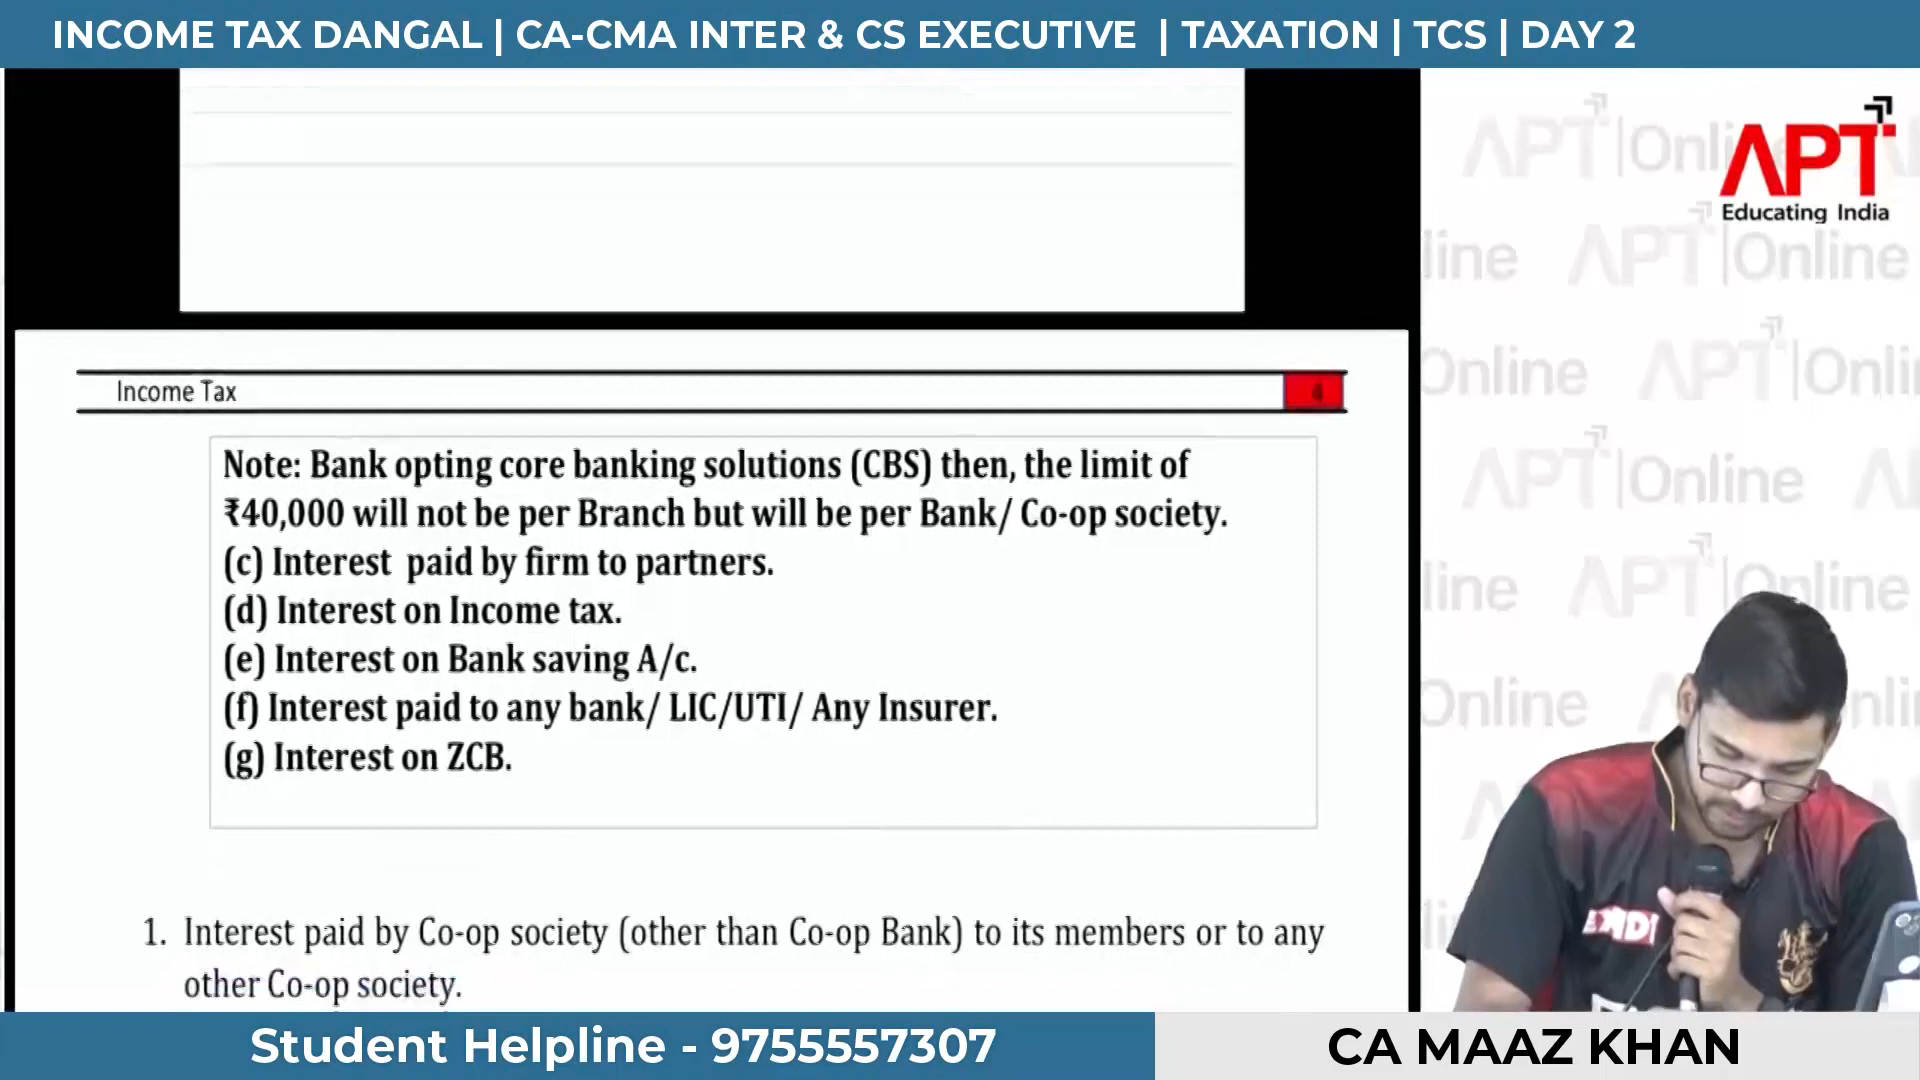 INCOME TAX DANGAL | CA-CMA INTER & CS EXECUTIVE | TAXATION | TCS | DAY 2
APT
Educating India
APT|Online
Income Tax
4
Note: Bank opting core banking solutions (CBS) then, the limit of
₹40,000 will not be per Branch but will be per Bank/ Co-op society.
(c) Interest paid by firm to partners.
(d) Interest on Income tax.
(e) Interest on Bank saving A/c.
(f) Interest paid to any bank/ LIC/UTI/ Any Insurer.
(g) Interest on ZCB.
1. Interest paid by Co-op society (other than Co-op Bank) to its members or to any
other Co-op society.
Student Helpline - 9755557307
CA MAAZ KHAN